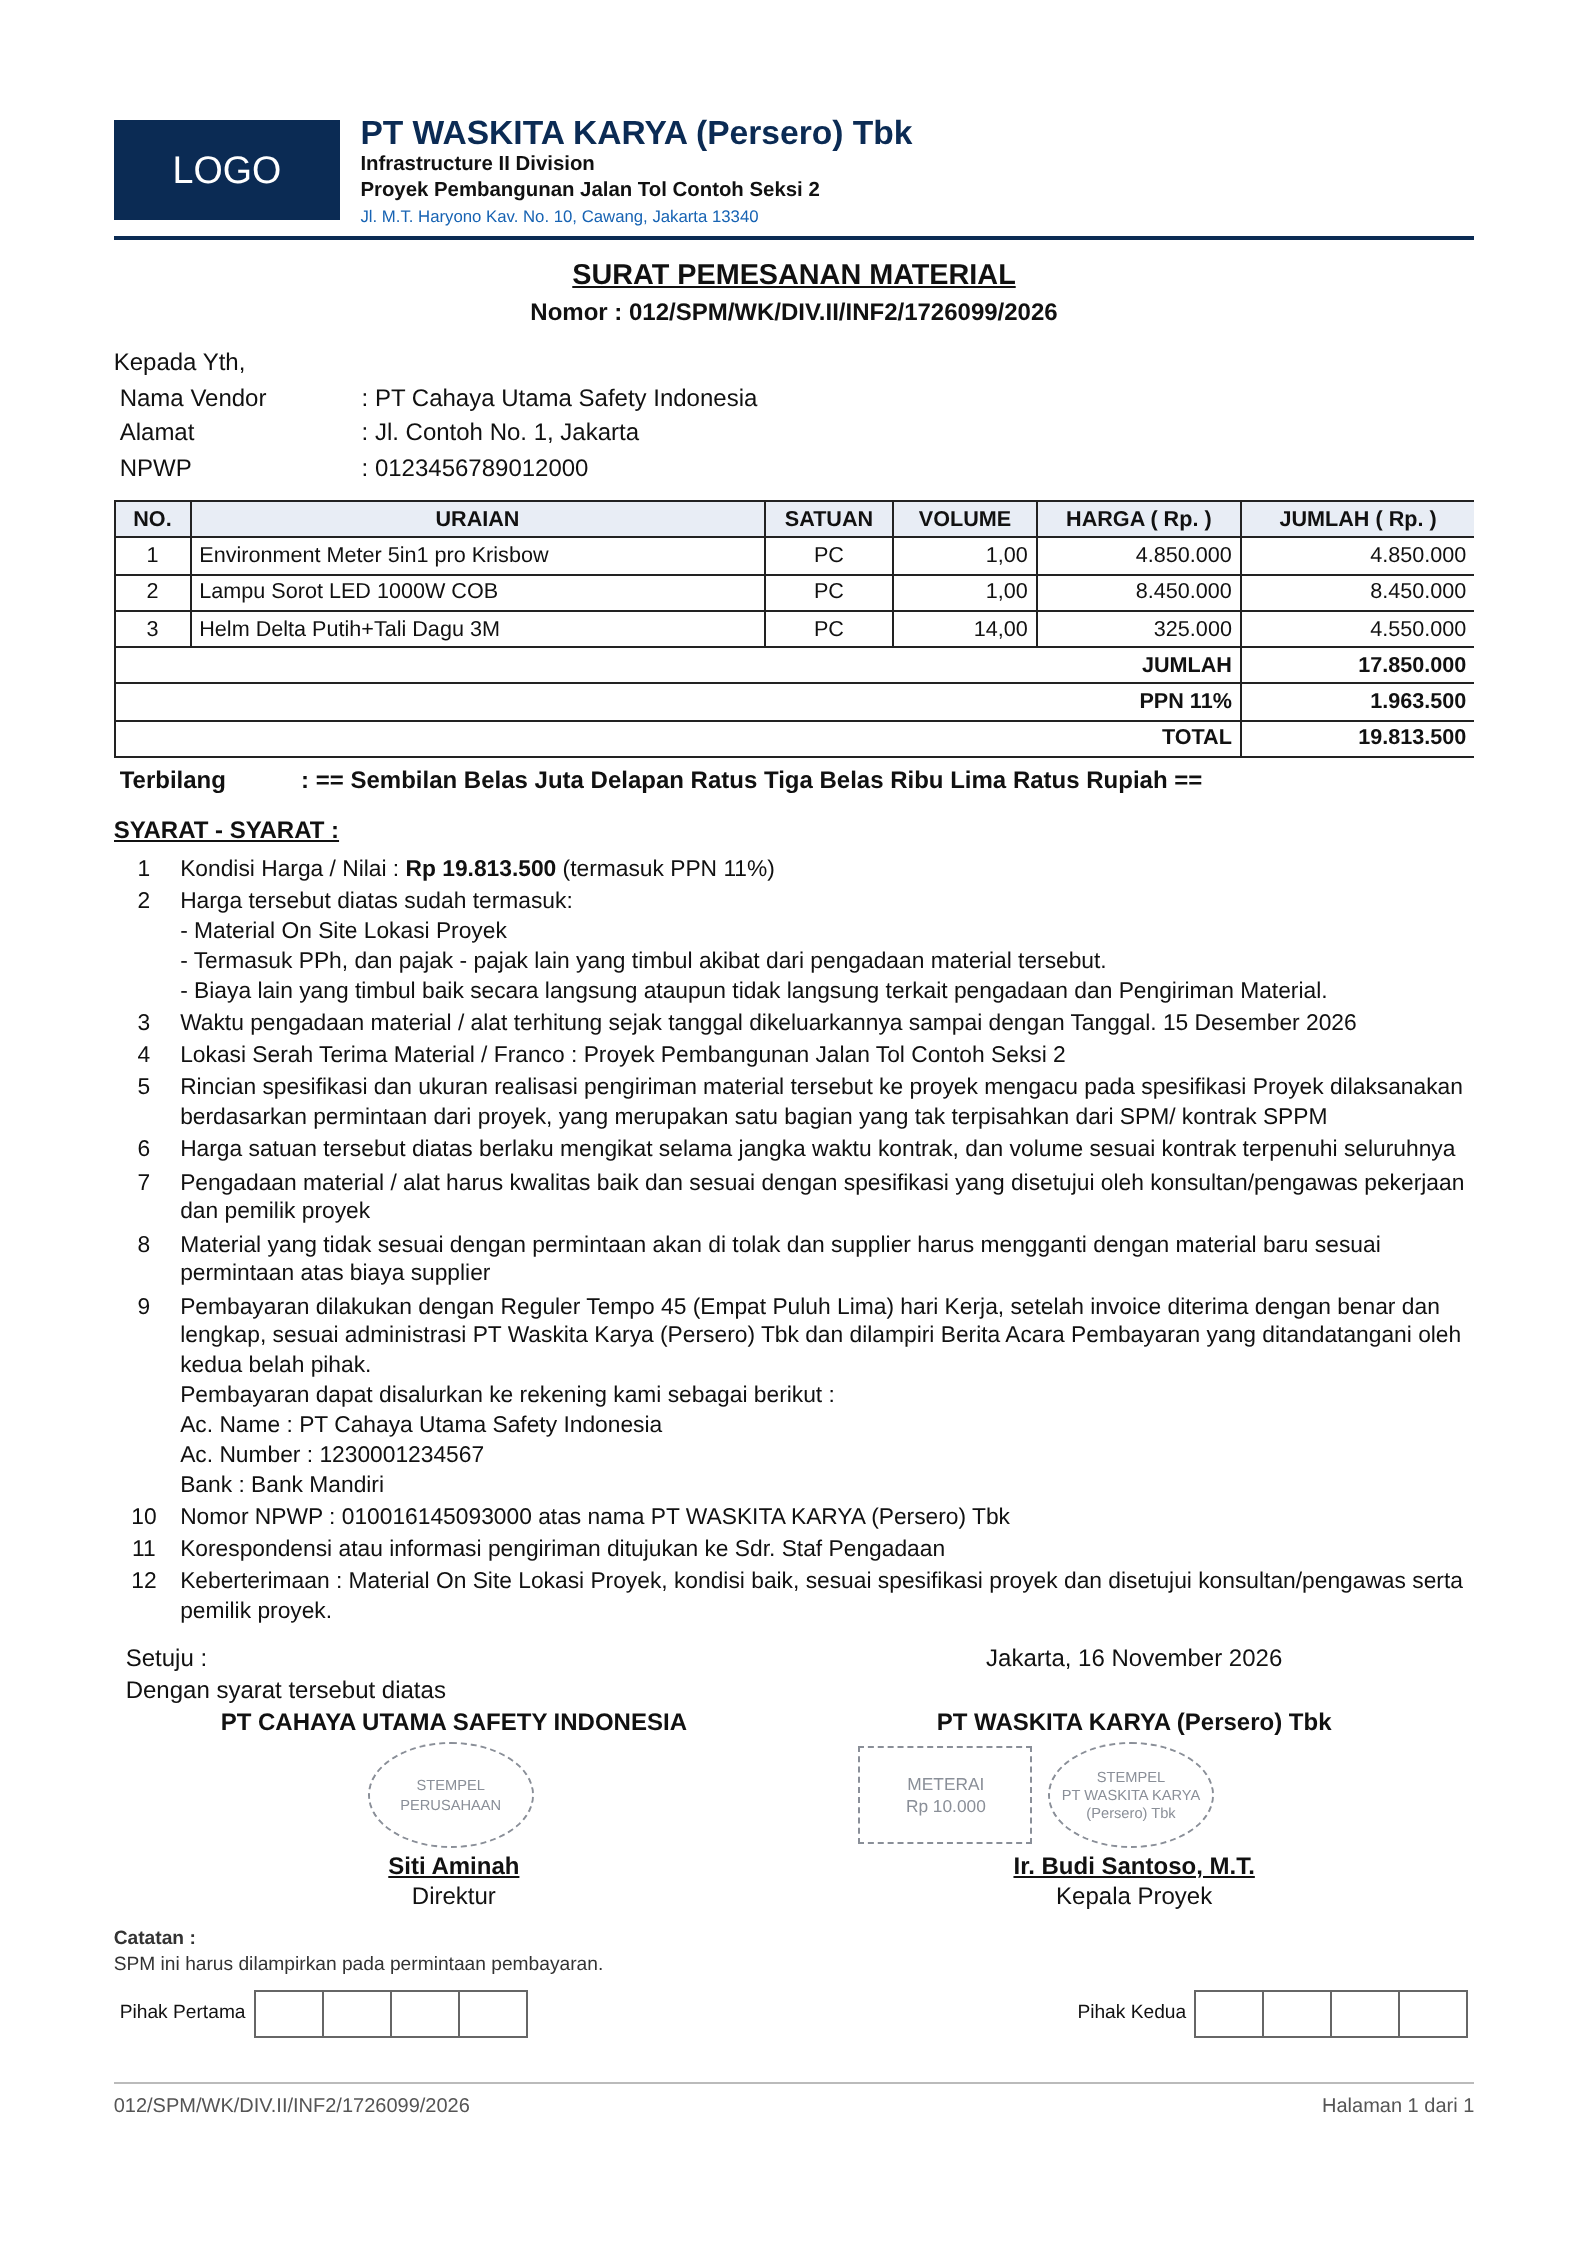 LOGO
PT WASKITA KARYA (Persero) Tbk
Infrastructure II Division
Proyek Pembangunan Jalan Tol Contoh Seksi 2
Jl. M.T. Haryono Kav. No. 10, Cawang, Jakarta 13340
SURAT PEMESANAN MATERIAL
Nomor : 012/SPM/WK/DIV.II/INF2/1726099/2026
Kepada Yth,
Nama Vendor : PT Cahaya Utama Safety Indonesia
Alamat : Jl. Contoh No. 1, Jakarta
NPWP : 0123456789012000
NO. URAIAN SATUAN VOLUME HARGA ( Rp. ) JUMLAH ( Rp. )
1 Environment Meter 5in1 pro Krisbow PC 1,00 4.850.000 4.850.000
2 Lampu Sorot LED 1000W COB PC 1,00 8.450.000 8.450.000
3 Helm Delta Putih+Tali Dagu 3M PC 14,00 325.000 4.550.000
JUMLAH 17.850.000
PPN 11% 1.963.500
TOTAL 19.813.500
Terbilang : == Sembilan Belas Juta Delapan Ratus Tiga Belas Ribu Lima Ratus Rupiah ==
SYARAT - SYARAT :
1 Kondisi Harga / Nilai : Rp 19.813.500 (termasuk PPN 11%)
2 Harga tersebut diatas sudah termasuk:
- Material On Site Lokasi Proyek
- Termasuk PPh, dan pajak - pajak lain yang timbul akibat dari pengadaan material tersebut.
- Biaya lain yang timbul baik secara langsung ataupun tidak langsung terkait pengadaan dan Pengiriman Material.
3 Waktu pengadaan material / alat terhitung sejak tanggal dikeluarkannya sampai dengan Tanggal. 15 Desember 2026
4 Lokasi Serah Terima Material / Franco : Proyek Pembangunan Jalan Tol Contoh Seksi 2
5 Rincian spesifikasi dan ukuran realisasi pengiriman material tersebut ke proyek mengacu pada spesifikasi Proyek dilaksanakan
berdasarkan permintaan dari proyek, yang merupakan satu bagian yang tak terpisahkan dari SPM/ kontrak SPPM
6 Harga satuan tersebut diatas berlaku mengikat selama jangka waktu kontrak, dan volume sesuai kontrak terpenuhi seluruhnya
7 Pengadaan material / alat harus kwalitas baik dan sesuai dengan spesifikasi yang disetujui oleh konsultan/pengawas pekerjaan
dan pemilik proyek
8 Material yang tidak sesuai dengan permintaan akan di tolak dan supplier harus mengganti dengan material baru sesuai
permintaan atas biaya supplier
9 Pembayaran dilakukan dengan Reguler Tempo 45 (Empat Puluh Lima) hari Kerja, setelah invoice diterima dengan benar dan
lengkap, sesuai administrasi PT Waskita Karya (Persero) Tbk dan dilampiri Berita Acara Pembayaran yang ditandatangani oleh
kedua belah pihak.
Pembayaran dapat disalurkan ke rekening kami sebagai berikut :
Ac. Name : PT Cahaya Utama Safety Indonesia
Ac. Number : 1230001234567
Bank : Bank Mandiri
10 Nomor NPWP : 010016145093000 atas nama PT WASKITA KARYA (Persero) Tbk
11 Korespondensi atau informasi pengiriman ditujukan ke Sdr. Staf Pengadaan
12 Keberterimaan : Material On Site Lokasi Proyek, kondisi baik, sesuai spesifikasi proyek dan disetujui konsultan/pengawas serta
pemilik proyek.
Setuju :
Dengan syarat tersebut diatas
PT CAHAYA UTAMA SAFETY INDONESIA
STEMPEL
PERUSAHAAN
Siti Aminah
Direktur
Jakarta, 16 November 2026
PT WASKITA KARYA (Persero) Tbk
METERAI
Rp 10.000
STEMPEL
PT WASKITA KARYA
(Persero) Tbk
Ir. Budi Santoso, M.T.
Kepala Proyek
Catatan :
SPM ini harus dilampirkan pada permintaan pembayaran.
Pihak Pertama
Pihak Kedua
012/SPM/WK/DIV.II/INF2/1726099/2026
Halaman 1 dari 1